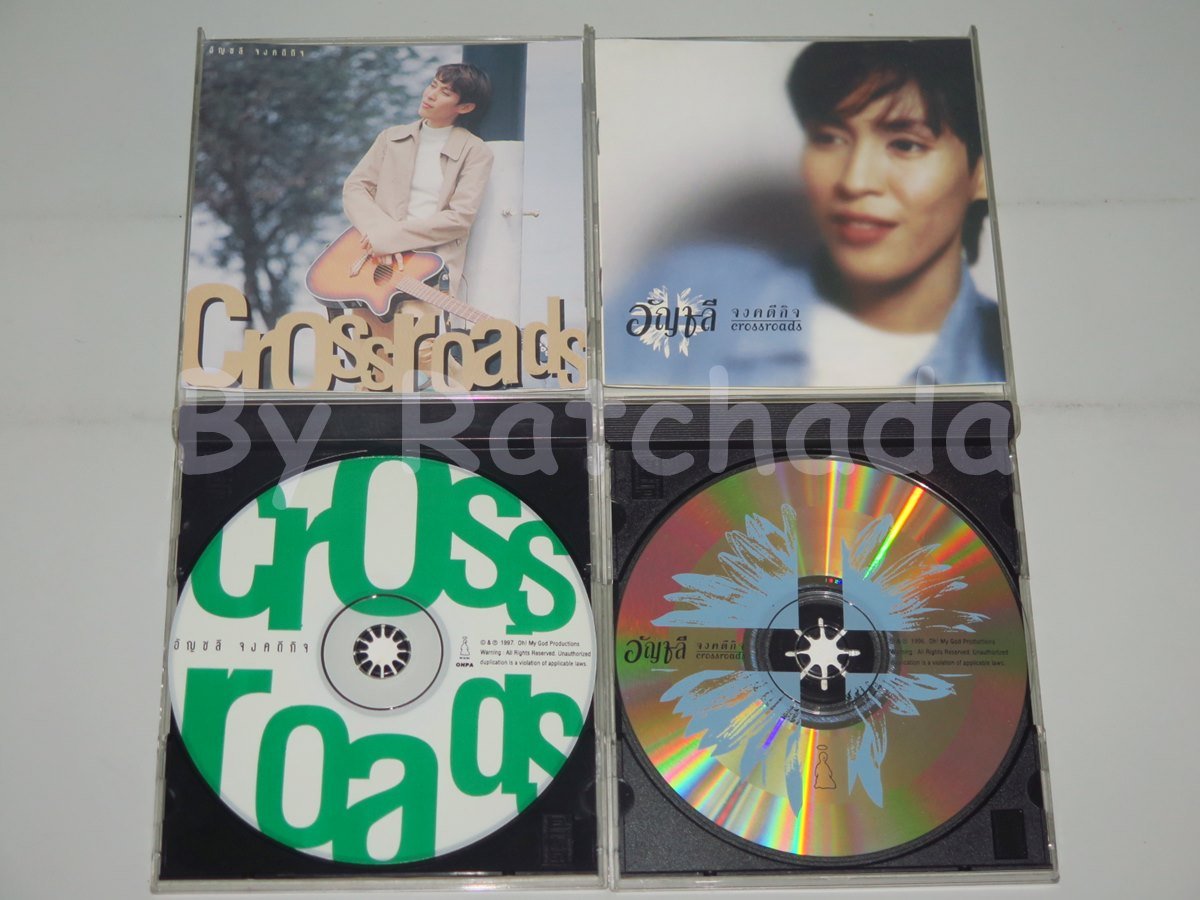 อัญชลี จงคดีกิจ
Crossroads
อัญชลี จงคดีกิจ
crossroads
By Ratchada
Cross
roads
อัญชลี จงคดีกิจ
ONPA
© & ℗ 1997. Oh! My God Productions
Warning : All Rights Reserved. Unauthorized
duplication is a violation of applicable laws.
อัญชลี จงคดีกิจ
crossroads
& ℗ 1996. Oh! My God Productions
Warning : All Rights Reserved. Unauthorized
duplication is a violation of applicable laws.